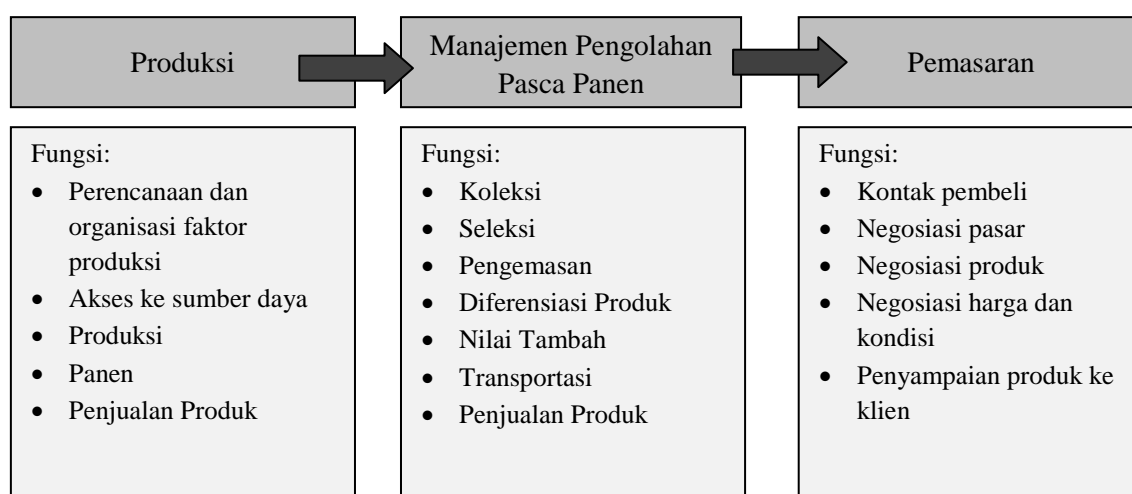 Produksi
Manajemen Pengolahan
Pasca Panen
Pemasaran
Fungsi:
• Perencanaan dan
organisasi faktor
produksi
• Akses ke sumber daya
• Produksi
• Panen
• Penjualan Produk
Fungsi:
• Koleksi
• Seleksi
• Pengemasan
• Diferensiasi Produk
• Nilai Tambah
• Transportasi
• Penjualan Produk
Fungsi:
• Kontak pembeli
• Negosiasi pasar
• Negosiasi produk
• Negosiasi harga dan
kondisi
• Penyampaian produk ke
klien